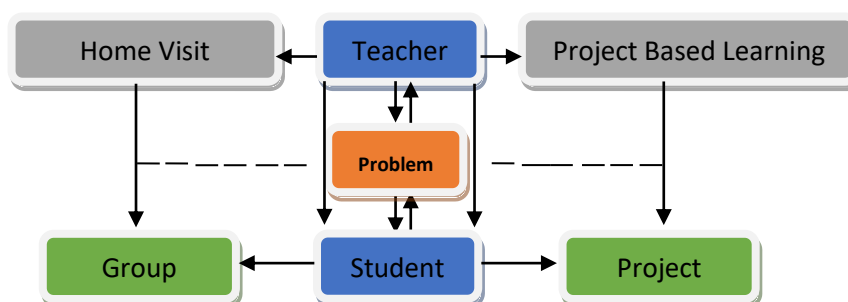 Home Visit
Teacher
Project Based Learning
Problem
Group
Student
Project